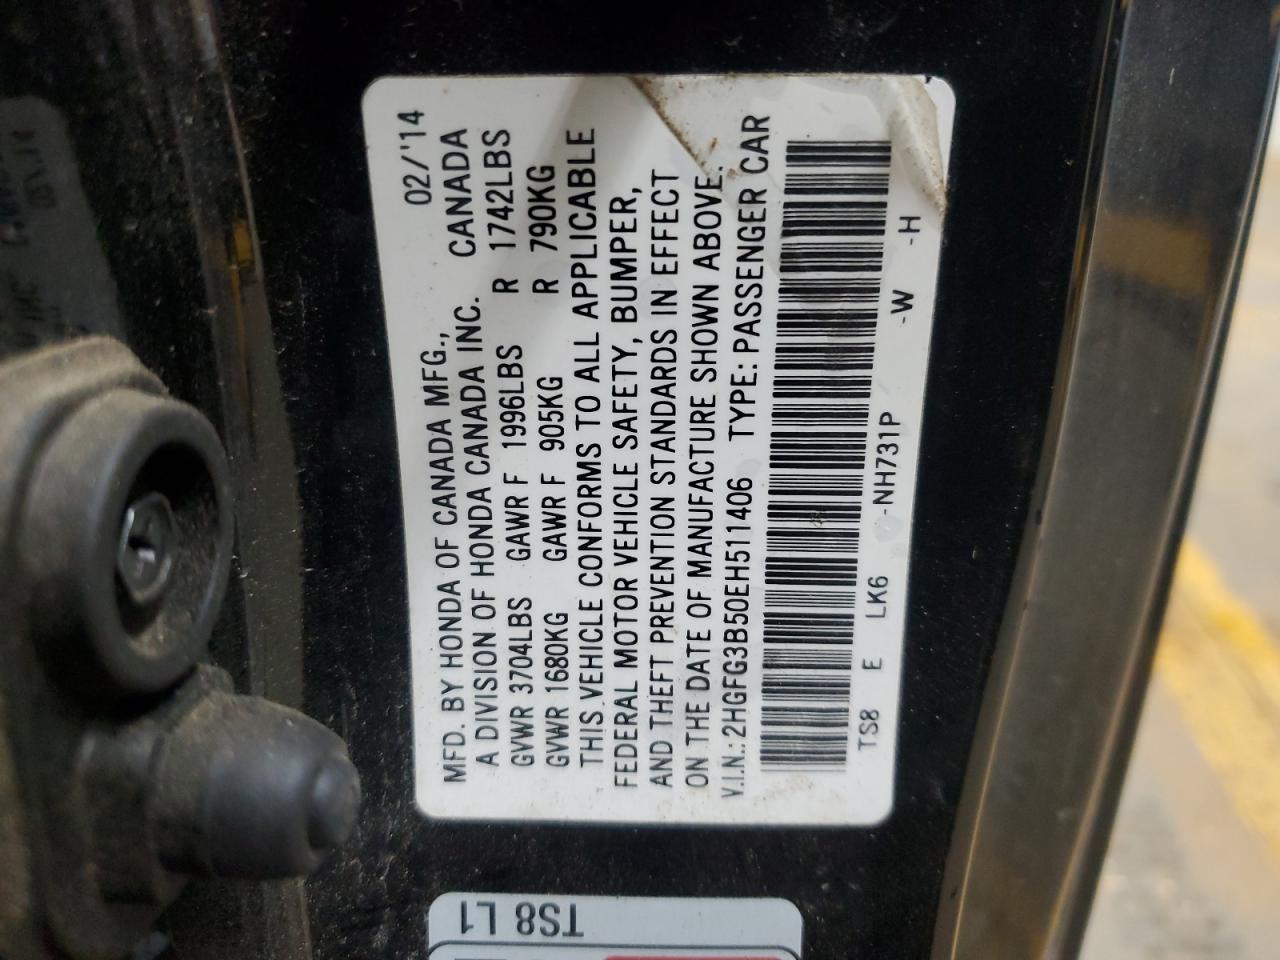 MFD. BY HONDA OF CANADA MFG., 02/'14
A DIVISION OF HONDA CANADA INC. CANADA
GVWR 3704LBS GAWR F 1996LBS R 1742LBS
GVWR 1680KG GAWR F 905KG R 790KG
THIS VEHICLE CONFORMS TO ALL APPLICABLE
FEDERAL MOTOR VEHICLE SAFETY, BUMPER,
AND THEFT PREVENTION STANDARDS IN EFFECT
ON THE DATE OF MANUFACTURE SHOWN ABOVE.
V.I.N.: 2HGFG3B50EH511406 TYPE: PASSENGER CAR
TS8 E LK6 -NH731P -W -H
TS8 L1